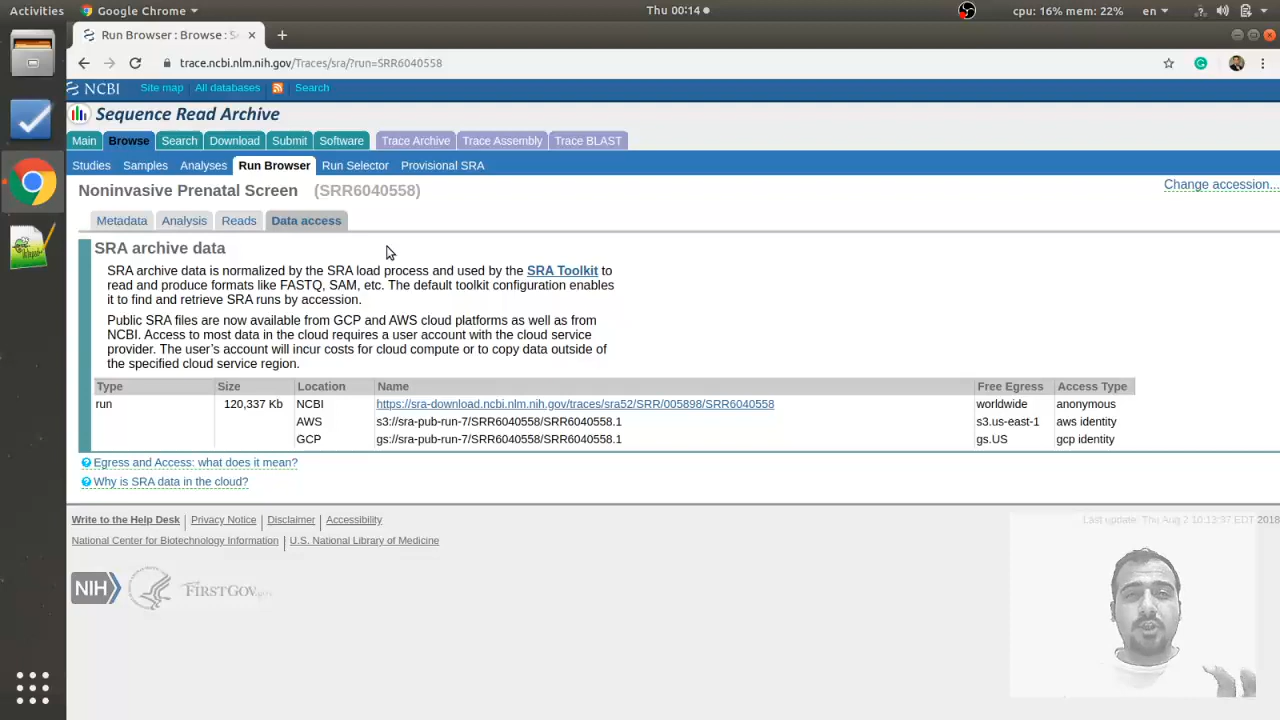 Activities Google Chrome Thu 00:14 cpu: 16% mem: 22% en
Run Browser : Browse : S
trace.ncbi.nlm.nih.gov/Traces/sra/?run=SRR6040558
NCBI Site map All databases Search
Sequence Read Archive
Main Browse Search Download Submit Software Trace Archive Trace Assembly Trace BLAST
Studies Samples Analyses Run Browser Run Selector Provisional SRA
Noninvasive Prenatal Screen (SRR6040558)
Change accession...
Metadata Analysis Reads Data access
SRA archive data
SRA archive data is normalized by the SRA load process and used by the SRA Toolkit to
read and produce formats like FASTQ, SAM, etc. The default toolkit configuration enables
it to find and retrieve SRA runs by accession.
Public SRA files are now available from GCP and AWS cloud platforms as well as from
NCBI. Access to most data in the cloud requires a user account with the cloud service
provider. The user's account will incur costs for cloud compute or to copy data outside of
the specified cloud service region.
Type Size Location Name Free Egress Access Type
run 120,337 Kb NCBI https://sra-download.ncbi.nlm.nih.gov/traces/sra52/SRR/005898/SRR6040558 worldwide anonymous
AWS s3://sra-pub-run-7/SRR6040558/SRR6040558.1 s3.us-east-1 aws identity
GCP gs://sra-pub-run-7/SRR6040558/SRR6040558.1 gs.US gcp identity
Egress and Access: what does it mean?
Why is SRA data in the cloud?
Write to the Help Desk Privacy Notice Disclaimer Accessibility
Last update: Thu Aug 2 10:13:37 EDT 2018
National Center for Biotechnology Information U.S. National Library of Medicine
NIH FIRSTGOV